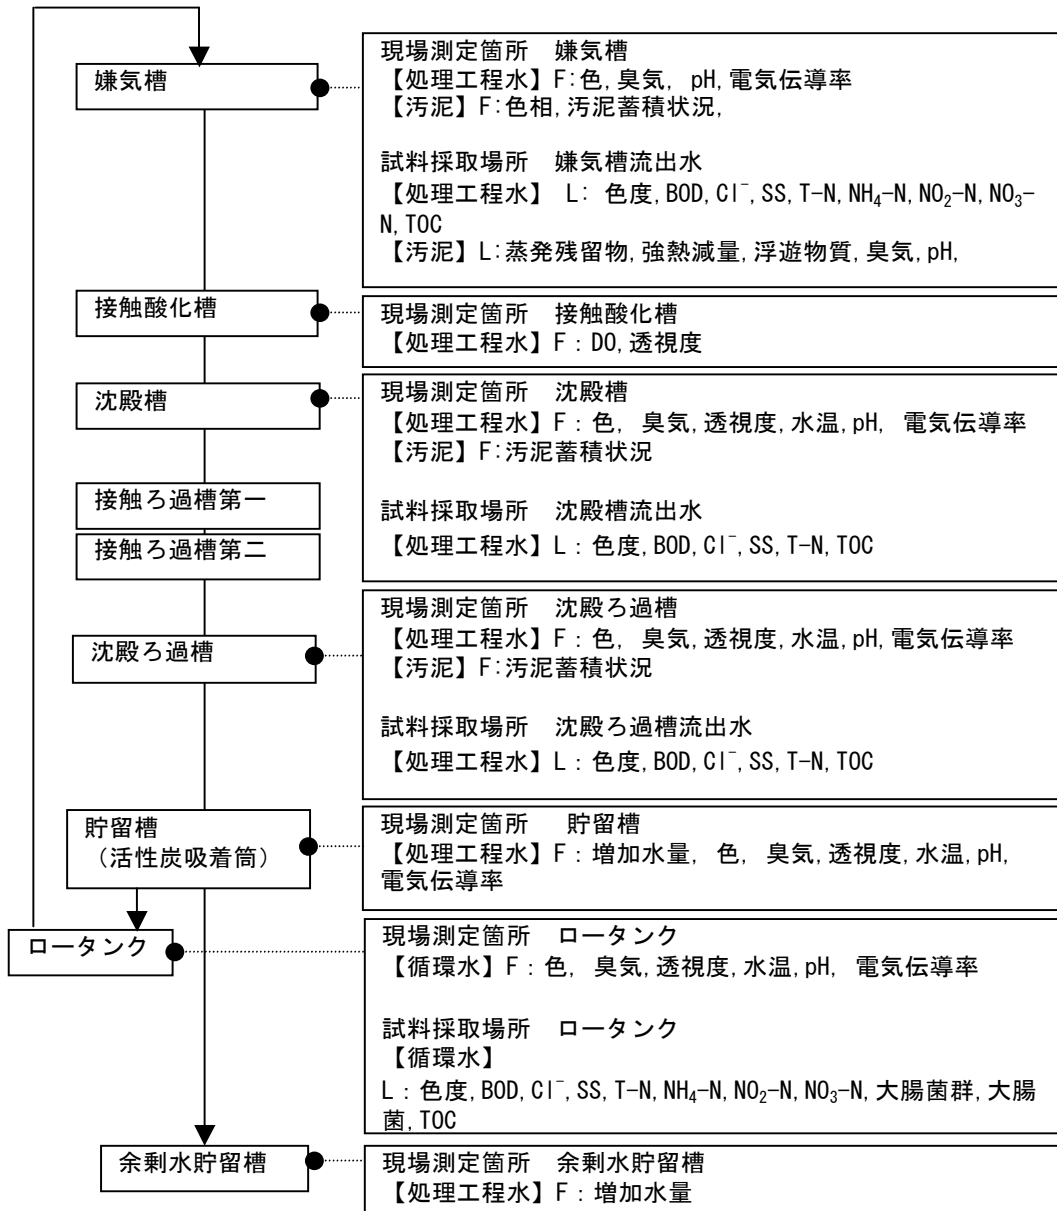 嫌気槽
現場測定箇所　嫌気槽
【処理工程水】F:色,臭気, pH,電気伝導率
【汚泥】F:色相,汚泥蓄積状況,
試料採取場所　嫌気槽流出水
【処理工程水】 L: 色度,BOD,Cl⁻,SS,T-N,NH₄-N,NO₂-N,NO₃-
N,TOC
【汚泥】L:蒸発残留物,強熱減量,浮遊物質,臭気,pH,
接触酸化槽
現場測定箇所　接触酸化槽
【処理工程水】F：DO,透視度
沈殿槽
現場測定箇所　沈殿槽
【処理工程水】F：色, 臭気,透視度,水温,pH, 電気伝導率
【汚泥】F:汚泥蓄積状況
試料採取場所　沈殿槽流出水
【処理工程水】L：色度,BOD,Cl⁻,SS,T-N,TOC
接触ろ過槽第一
接触ろ過槽第二
沈殿ろ過槽
現場測定箇所　沈殿ろ過槽
【処理工程水】F：色, 臭気,透視度,水温,pH,電気伝導率
【汚泥】F:汚泥蓄積状況
試料採取場所　沈殿ろ過槽流出水
【処理工程水】L：色度,BOD,Cl⁻,SS,T-N,TOC
貯留槽
（活性炭吸着筒）
現場測定箇所　貯留槽
【処理工程水】F：増加水量, 色, 臭気,透視度,水温,pH,
電気伝導率
ロータンク
現場測定箇所　ロータンク
【循環水】F：色, 臭気,透視度,水温,pH, 電気伝導率
試料採取場所　ロータンク
【循環水】
L：色度,BOD,Cl⁻,SS,T-N,NH₄-N,NO₂-N,NO₃-N,大腸菌群,大腸
菌,TOC
余剰水貯留槽
現場測定箇所　余剰水貯留槽
【処理工程水】F：増加水量